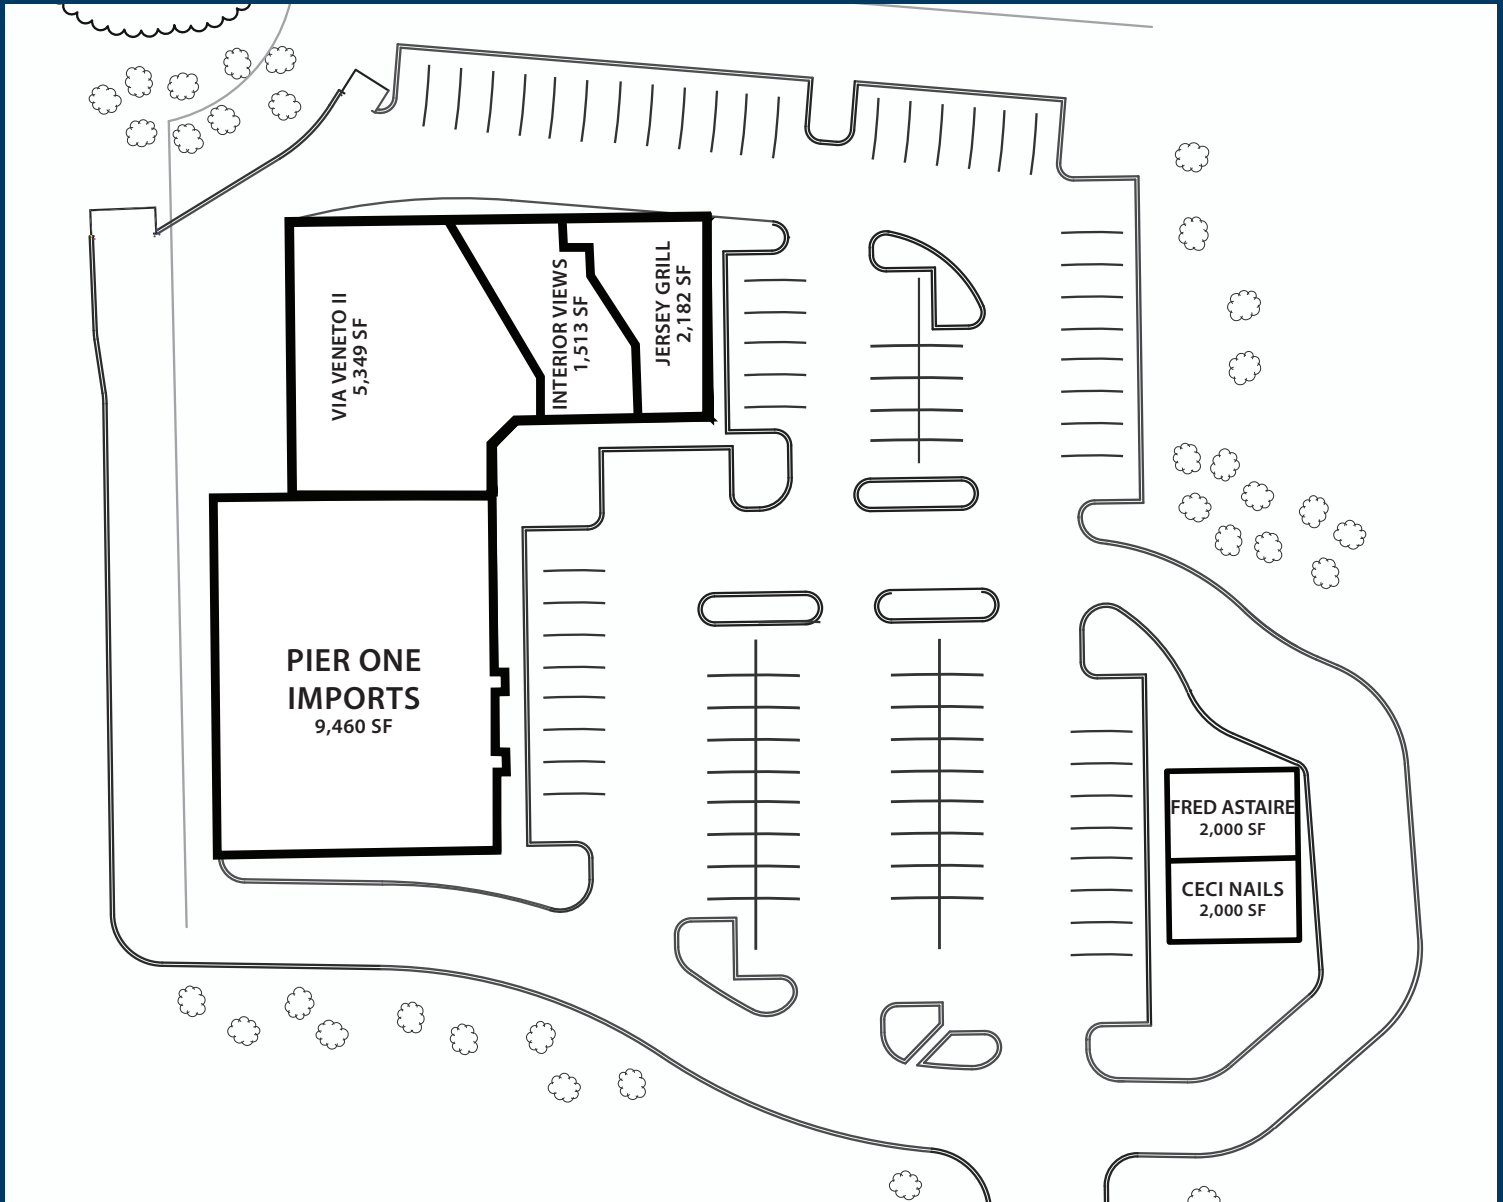 VIA VENETO II
5,349 SF
INTERIOR VIEWS
1,513 SF
JERSEY GRILL
2,182 SF
PIER ONE
IMPORTS
9,460 SF
FRED ASTAIRE
2,000 SF
CECI NAILS
2,000 SF